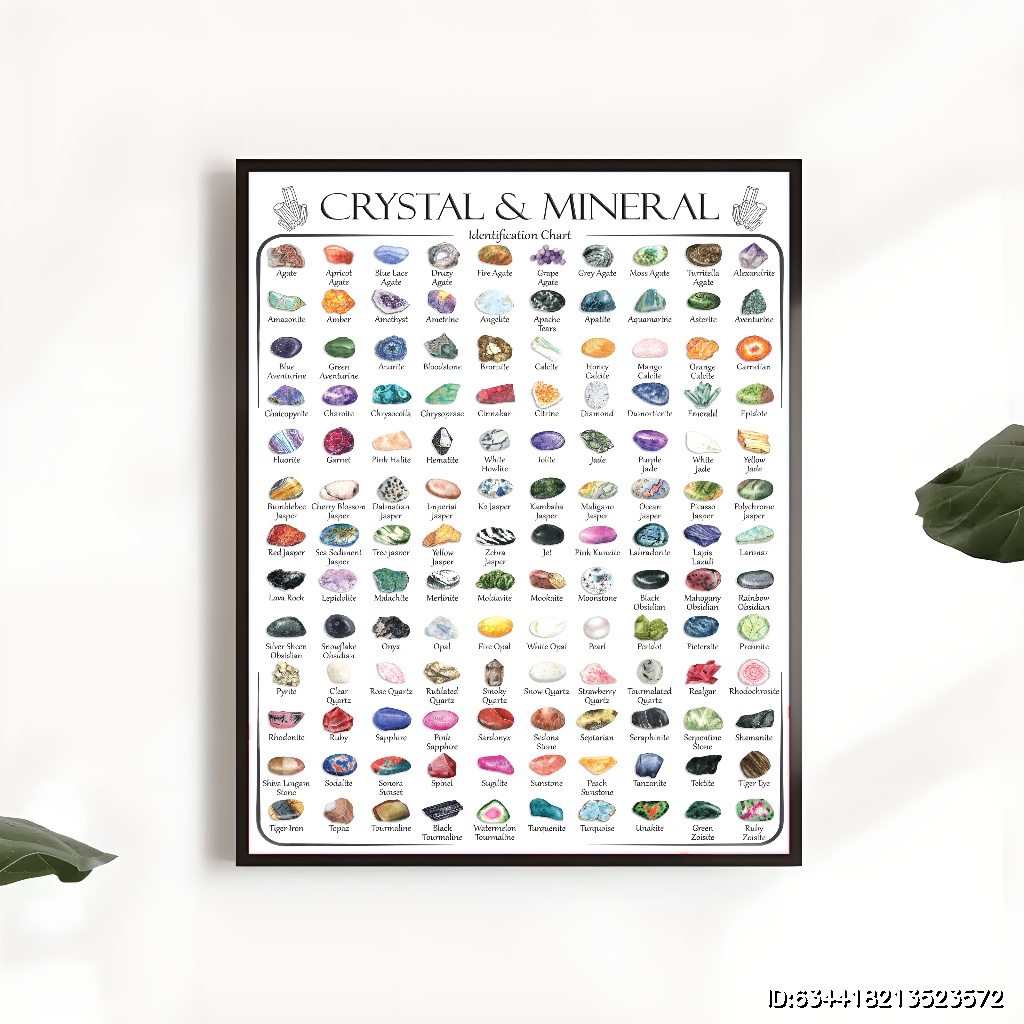 CRYSTAL & MINERAL
Identification Chart
Agate Apricot Agate Blue Lace Agate Druzy Agate Fire Agate Grape Agate Grey Agate Moss Agate Turritella Agate Alexandrite
Amazonite Amber Amethyst Ametrine Angelite Apache Tears Apatite Aquamarine Asterite Aventurine
Blue Aventurine Green Aventurine Azurite Bloodstone Bronzite Calcite Honey Calcite Mango Calcite Orange Calcite Carnelian
Chalcopyrite Charoite Chrysocolla Chrysoprase Cinnabar Citrine Diamond Dumortierite Emerald Epidote
Fluorite Garnet Pink Halite Hematite White Howlite Iolite Jade Purple Jade White Jade Yellow Jade
Bumblebee Jasper Cherry Blossom Jasper Dalmatian Jasper Imperial Jasper K2 Jasper Kambaba Jasper Maligano Jasper Ocean Jasper Picasso Jasper Polychrome Jasper
Red Jasper Sea Sediment Jasper Tree Jasper Yellow Jasper Zebra Jasper Jet Pink Kunzite Labradorite Lapis Lazuli Larimar
Lava Rock Lepidolite Malachite Merlinite Moldavite Mookaite Moonstone Black Obsidian Mahogany Obsidian Rainbow Obsidian
Silver Sheen Obsidian Snowflake Obsidian Onyx Opal Fire Opal White Opal Pearl Peridot Pietersite Prehnite
Pyrite Clear Quartz Rose Quartz Rutilated Quartz Smoky Quartz Snow Quartz Strawberry Quartz Tourmalated Quartz Realgar Rhodochrosite
Rhodonite Ruby Sapphire Pink Sapphire Sardonyx Sedona Stone Septarian Seraphinite Serpentine Stone Shamanite
Shiva Lingam Stone Sodalite Sonora Sunset Spinel Sugilite Sunstone Peach Sunstone Tanzanite Tektite Tiger Eye
Tiger Iron Topaz Tourmaline Black Tourmaline Watermelon Tourmaline Turquenite Turquoise Unakite Green Zoisite Ruby Zoisite
ID:634418213523572